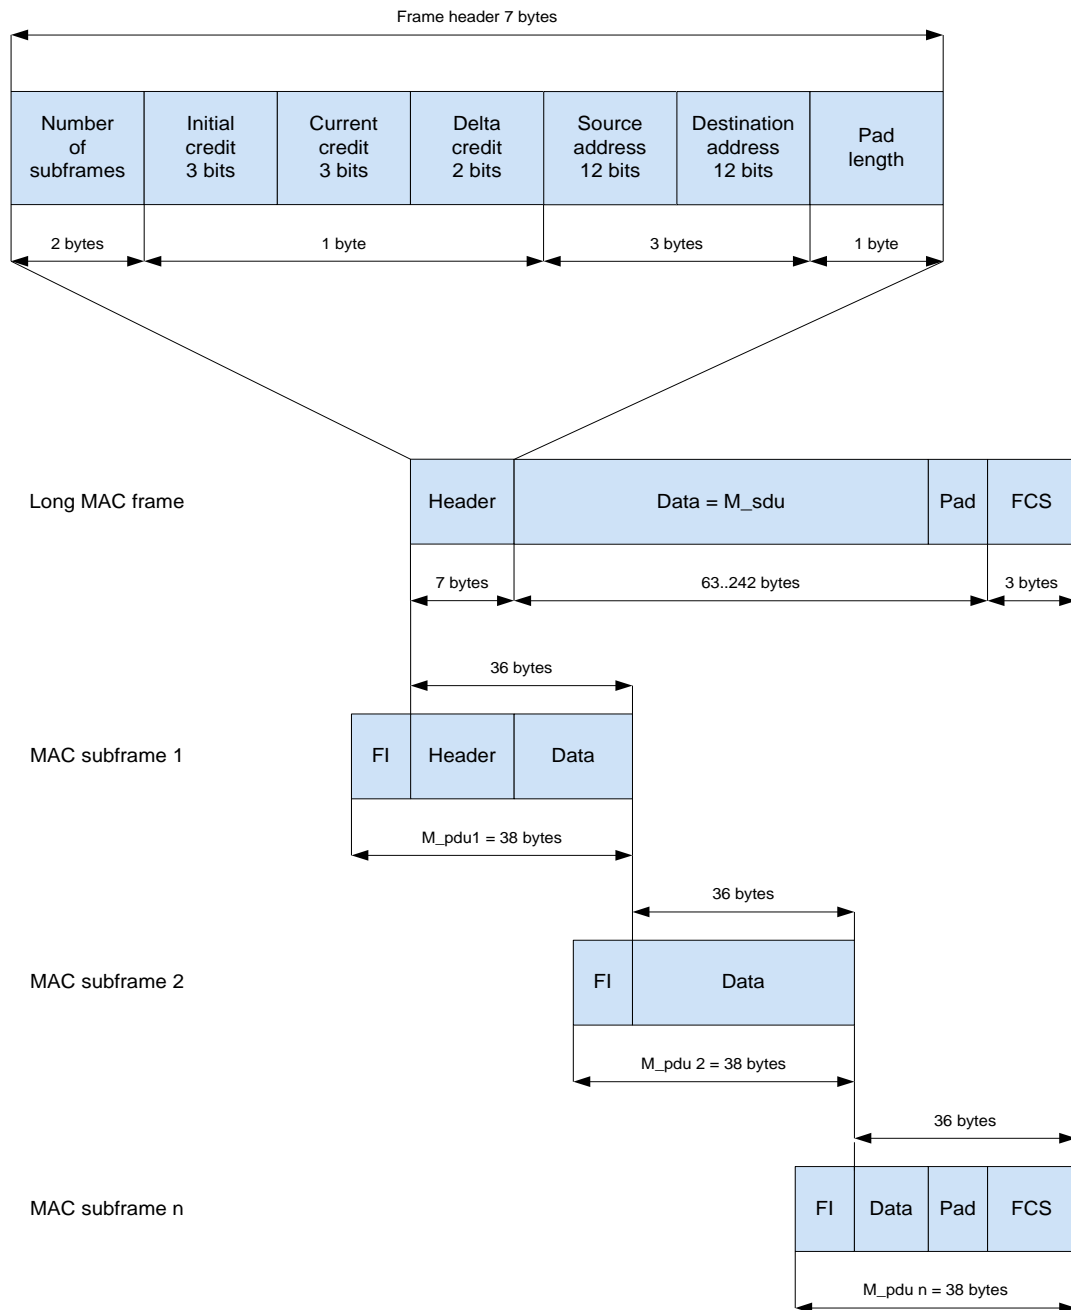 Frame header 7 bytes
Number
of
subframes
Initial
credit
3 bits
Current
credit
3 bits
Delta
credit
2 bits
Source
address
12 bits
Destination
address
12 bits
Pad
length
2 bytes
1 byte
3 bytes
1 byte
Long MAC frame
Header
Data = M_sdu
Pad
FCS
7 bytes
63..242 bytes
3 bytes
36 bytes
MAC subframe 1
FI
Header
Data
M_pdu1 = 38 bytes
36 bytes
MAC subframe 2
FI
Data
M_pdu 2 = 38 bytes
36 bytes
MAC subframe n
FI
Data
Pad
FCS
M_pdu n = 38 bytes